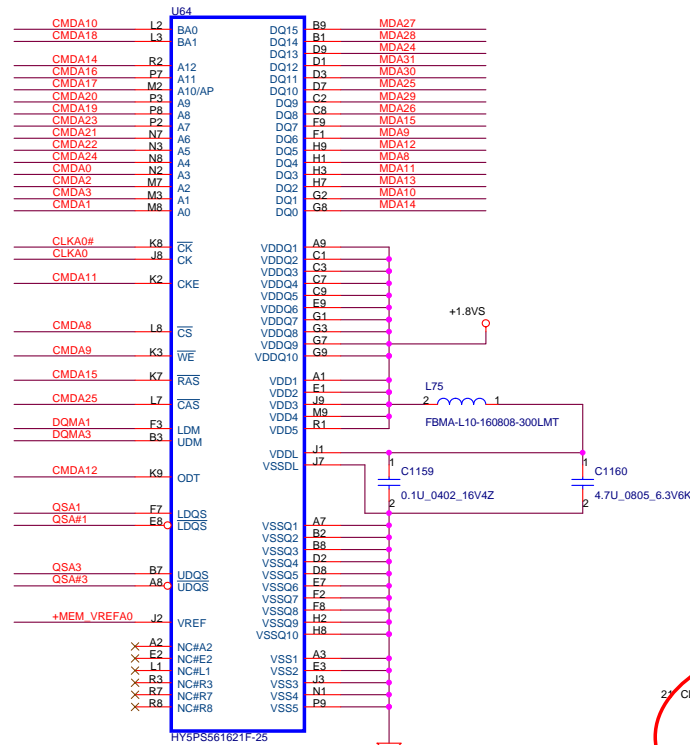 U64
CMDA10 L2 BA0 DQ15 B9 MDA27
CMDA18 L3 BA1 DQ14 B1 MDA28
DQ13 D9 MDA24
CMDA14 R2 A12 DQ12 D1 MDA31
CMDA16 P7 A11 DQ11 D3 MDA30
CMDA17 M2 A10/AP DQ10 D7 MDA25
CMDA20 P3 A9 DQ9 C2 MDA29
CMDA19 P8 A8 DQ8 C8 MDA26
CMDA23 P2 A7 DQ7 F9 MDA15
CMDA21 N7 A6 DQ6 F1 MDA9
CMDA22 N3 A5 DQ5 H9 MDA12
CMDA24 N8 A4 DQ4 H1 MDA8
CMDA0 N2 A3 DQ3 H3 MDA11
CMDA2 M7 A2 DQ2 H7 MDA13
CMDA3 M3 A1 DQ1 G2 MDA10
CMDA1 M8 A0 DQ0 G8 MDA14
CLKA0# K8 CK VDDQ1 A9
CLKA0 J8 CK VDDQ2 C1
VDDQ3 C3
CMDA11 K2 CKE VDDQ4 C7
VDDQ5 C9
VDDQ6 E9
VDDQ7 G1
+1.8VS
CMDA8 L8 CS VDDQ8 G3
VDDQ9 G7
CMDA9 K3 WE VDDQ10 G9
CMDA15 K7 RAS VDD1 A1
VDD2 E1
L75
CMDA25 L7 CAS VDD3 J9 2 1
VDD4 M9
FBMA-L10-160808-300LMT
DQMA1 F3 LDM VDD5 R1
DQMA3 B3 UDM
VDDL J1
VSSDL J7
CMDA12 K9 ODT
1 C1159 1 C1160
0.1U_0402_16V4Z 4.7U_0805_6.3V6K
2 2
QSA1 F7 LDQS
QSA#1 E8 LDQS VSSQ1 A7
VSSQ2 B2
VSSQ3 B8
VSSQ4 D2
QSA3 B7 UDQS VSSQ5 D8
QSA#3 A8 UDQS VSSQ6 E7
VSSQ7 F2
VSSQ8 F8
+MEM_VREFA0 J2 VREF VSSQ9 H2
VSSQ10 H8
A2 NC#A2
E2 NC#E2 VSS1 A3
L1 NC#L1 VSS2 E3
R3 NC#R3 VSS3 J3
R7 NC#R7 VSS4 N1
R8 NC#R8 VSS5 P9
HY5PS561621F-25